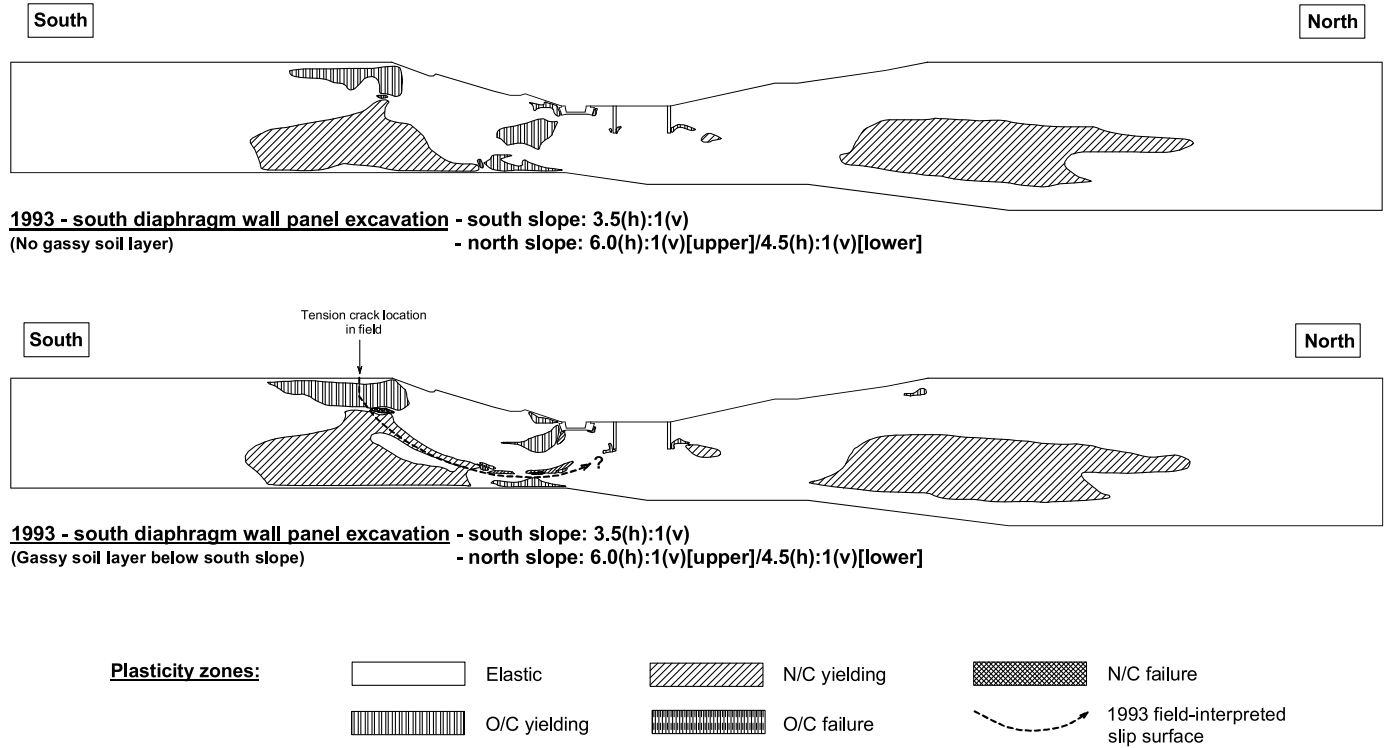 South
North
1993 - south diaphragm wall panel excavation - south slope: 3.5(h):1(v)
(No gassy soil layer) - north slope: 6.0(h):1(v)[upper]/4.5(h):1(v)[lower]
Tension crack location
in field
South
North
?
1993 - south diaphragm wall panel excavation - south slope: 3.5(h):1(v)
(Gassy soil layer below south slope) - north slope: 6.0(h):1(v)[upper]/4.5(h):1(v)[lower]
Plasticity zones:
Elastic
N/C yielding
N/C failure
O/C yielding
O/C failure
1993 field-interpreted
slip surface